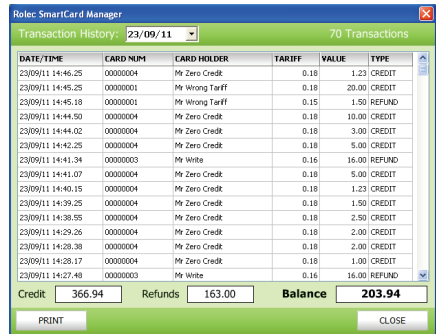 Rolec SmartCard Manager
Transaction History: 23/09/11 70 Transactions
DATE/TIME CARD NUM CARD HOLDER TARIFF VALUE TYPE
23/09/11 14:46.25 00000004 Mr Zero Credit 0.18 1.23 CREDIT
23/09/11 14:45.25 00000001 Mr Wrong Tariff 0.18 20.00 CREDIT
23/09/11 14:45.18 00000001 Mr Wrong Tariff 0.15 1.50 REFUND
23/09/11 14:44.50 00000004 Mr Zero Credit 0.18 10.00 CREDIT
23/09/11 14:44.02 00000004 Mr Zero Credit 0.18 3.00 CREDIT
23/09/11 14:42.25 00000004 Mr Zero Credit 0.18 5.00 CREDIT
23/09/11 14:41.34 00000003 Mr Write 0.16 16.00 REFUND
23/09/11 14:41.07 00000004 Mr Zero Credit 0.18 5.00 CREDIT
23/09/11 14:40.15 00000004 Mr Zero Credit 0.18 1.23 CREDIT
23/09/11 14:39.25 00000004 Mr Zero Credit 0.18 1.50 CREDIT
23/09/11 14:38.55 00000004 Mr Zero Credit 0.18 2.50 CREDIT
23/09/11 14:29.26 00000004 Mr Zero Credit 0.18 2.00 CREDIT
23/09/11 14:28.38 00000004 Mr Zero Credit 0.18 2.00 CREDIT
23/09/11 14:28.17 00000004 Mr Zero Credit 0.18 1.00 CREDIT
23/09/11 14:27.48 00000003 Mr Write 0.16 16.00 REFUND
Credit 366.94 Refunds 163.00 Balance 203.94
PRINT CLOSE